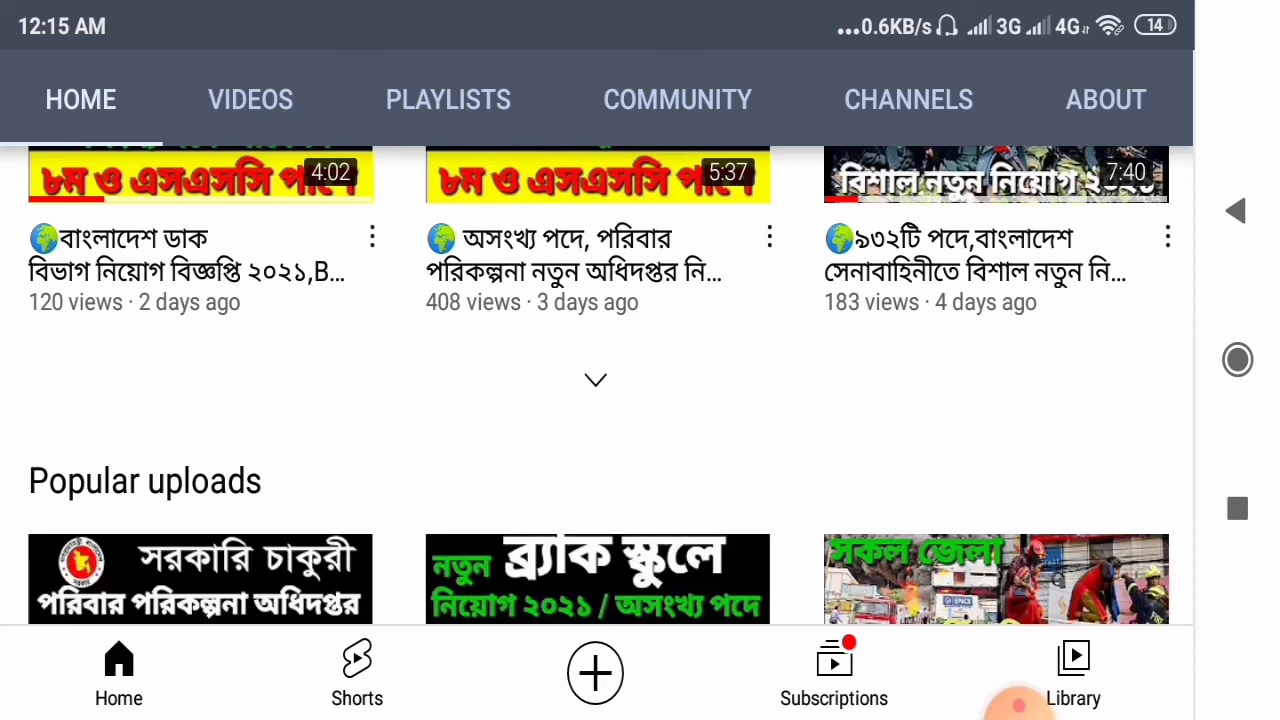 12:15 AM
...0.6KB/s 3G 4G 14
HOME VIDEOS PLAYLISTS COMMUNITY CHANNELS ABOUT
৮ম ও এসএসসি পাশে 4:02
৮ম ও এসএসসি পাশে 5:37
বিশাল নতুন নিয়োগ ২০২১ 7:40
বাংলাদেশ ডাক
বিভাগ নিয়োগ বিজ্ঞপ্তি ২০২১,B...
120 views · 2 days ago
অসংখ্য পদে, পরিবার
পরিকল্পনা নতুন অধিদপ্তর নি...
408 views · 3 days ago
৯৩২টি পদে,বাংলাদেশ
সেনাবাহিনীতে বিশাল নতুন নি...
183 views · 4 days ago
Popular uploads
সরকারি চাকুরী
পরিবার পরিকল্পনা অধিদপ্তর
নতুন ব্র্যাক স্কুলে
নিয়োগ ২০২১ / অসংখ্য পদে
সকল জেলা
Home
Shorts
Subscriptions
Library